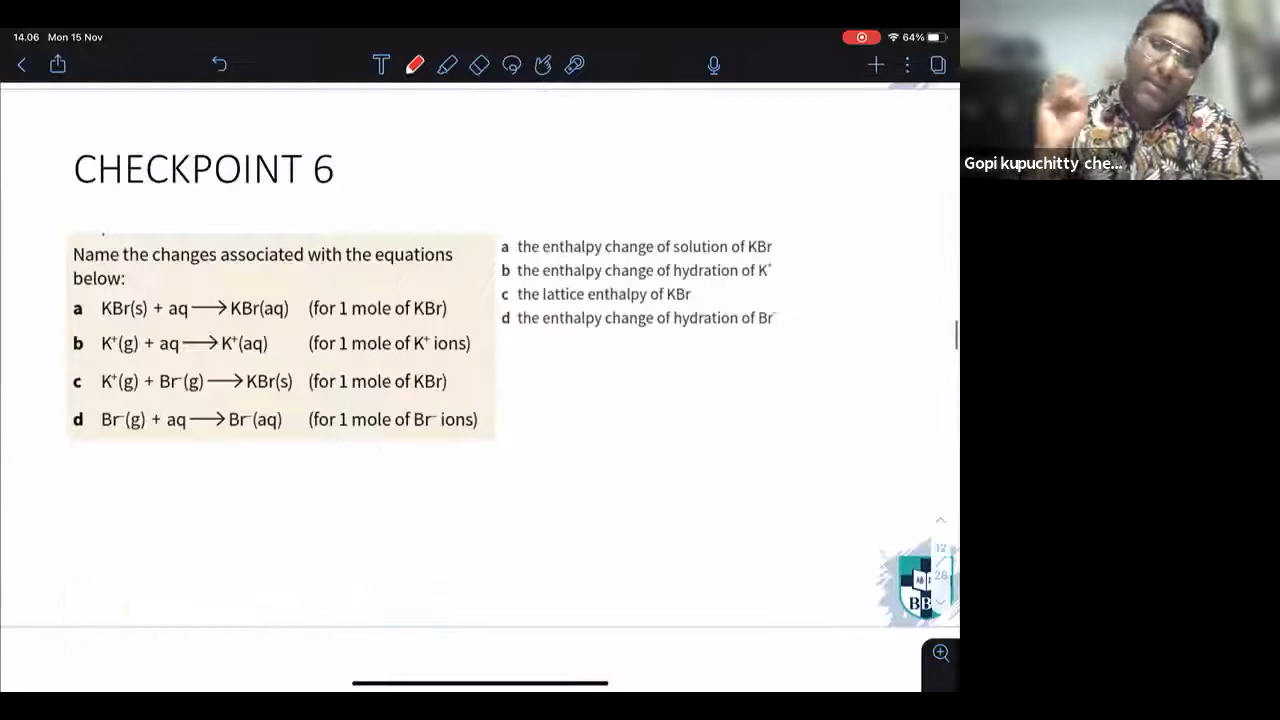 14.06 Mon 15 Nov
64%
T
Gopi kupuchitty che...
CHECKPOINT 6
Name the changes associated with the equations
below:
a KBr(s) + aq ⟶ KBr(aq) (for 1 mole of KBr)
b K⁺(g) + aq ⟶ K⁺(aq) (for 1 mole of K⁺ ions)
c K⁺(g) + Br⁻(g) ⟶ KBr(s) (for 1 mole of KBr)
d Br⁻(g) + aq ⟶ Br⁻(aq) (for 1 mole of Br⁻ ions)
a the enthalpy change of solution of KBr
b the enthalpy change of hydration of K⁺
c the lattice enthalpy of KBr
d the enthalpy change of hydration of Br⁻
12
28